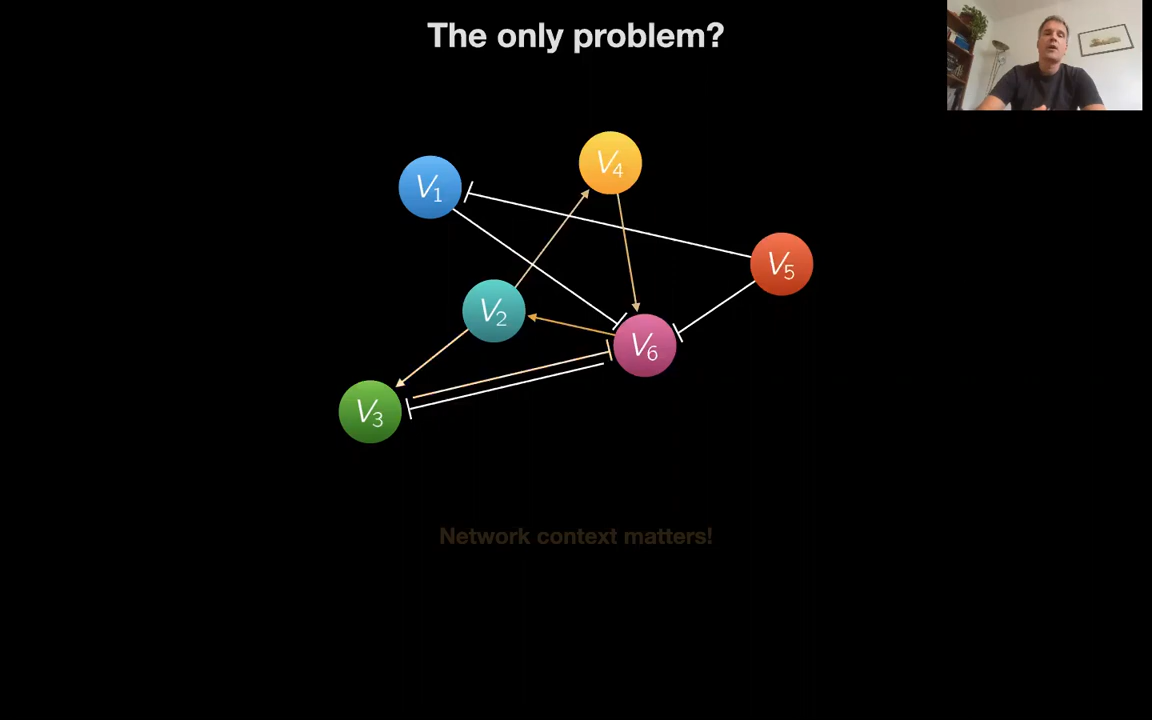 The only problem?
V4
V1
V5
V2
V6
V3
Network context matters!